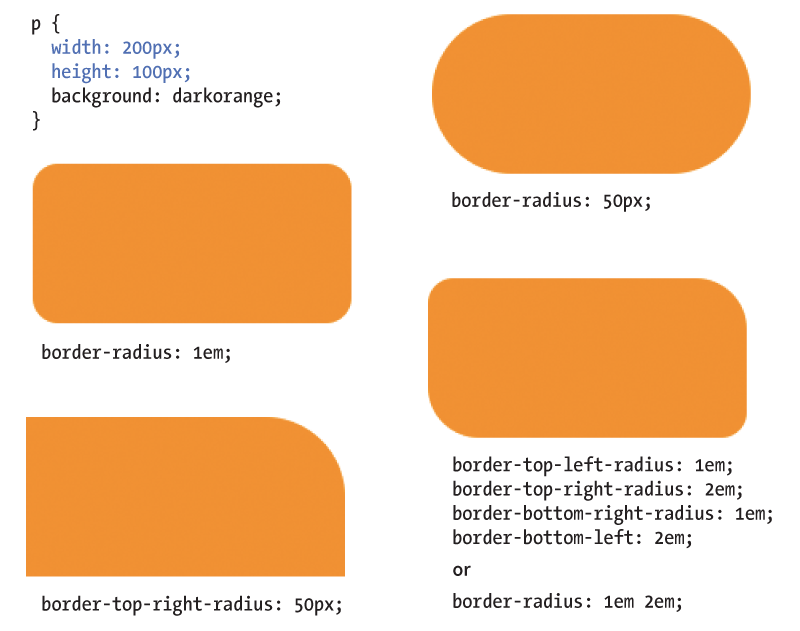 p {
width: 200px;
height: 100px;
background: darkorange;
}
border-radius: 1em;
border-top-right-radius: 50px;
border-radius: 50px;
border-top-left-radius: 1em;
border-top-right-radius: 2em;
border-bottom-right-radius: 1em;
border-bottom-left: 2em;
or
border-radius: 1em 2em;